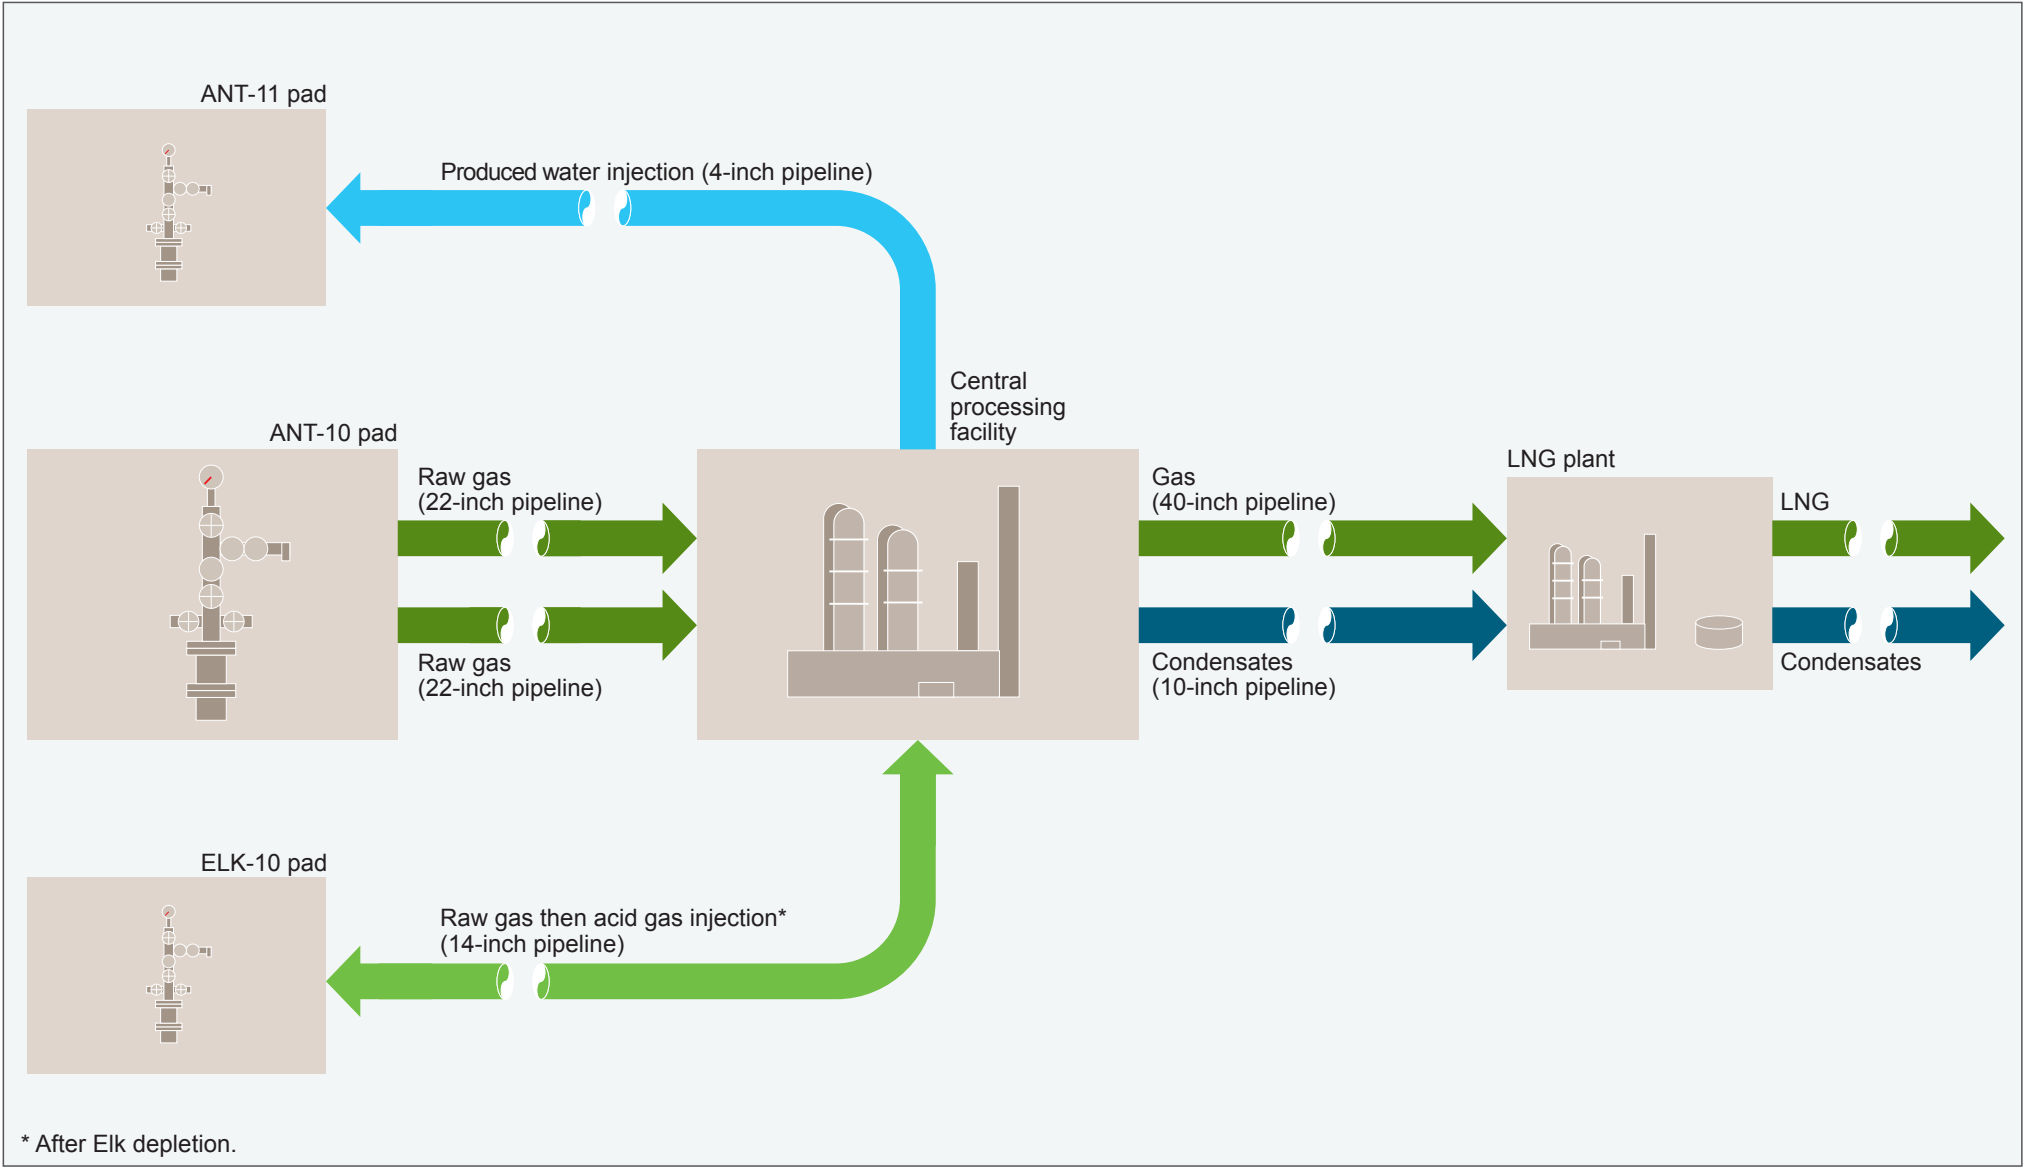 ANT-11 pad
Produced water injection (4-inch pipeline)
Central
processing
facility
ANT-10 pad
Raw gas
(22-inch pipeline)
Raw gas
(22-inch pipeline)
Gas
(40-inch pipeline)
Condensates
(10-inch pipeline)
LNG plant
LNG
Condensates
ELK-10 pad
Raw gas then acid gas injection*
(14-inch pipeline)
* After Elk depletion.